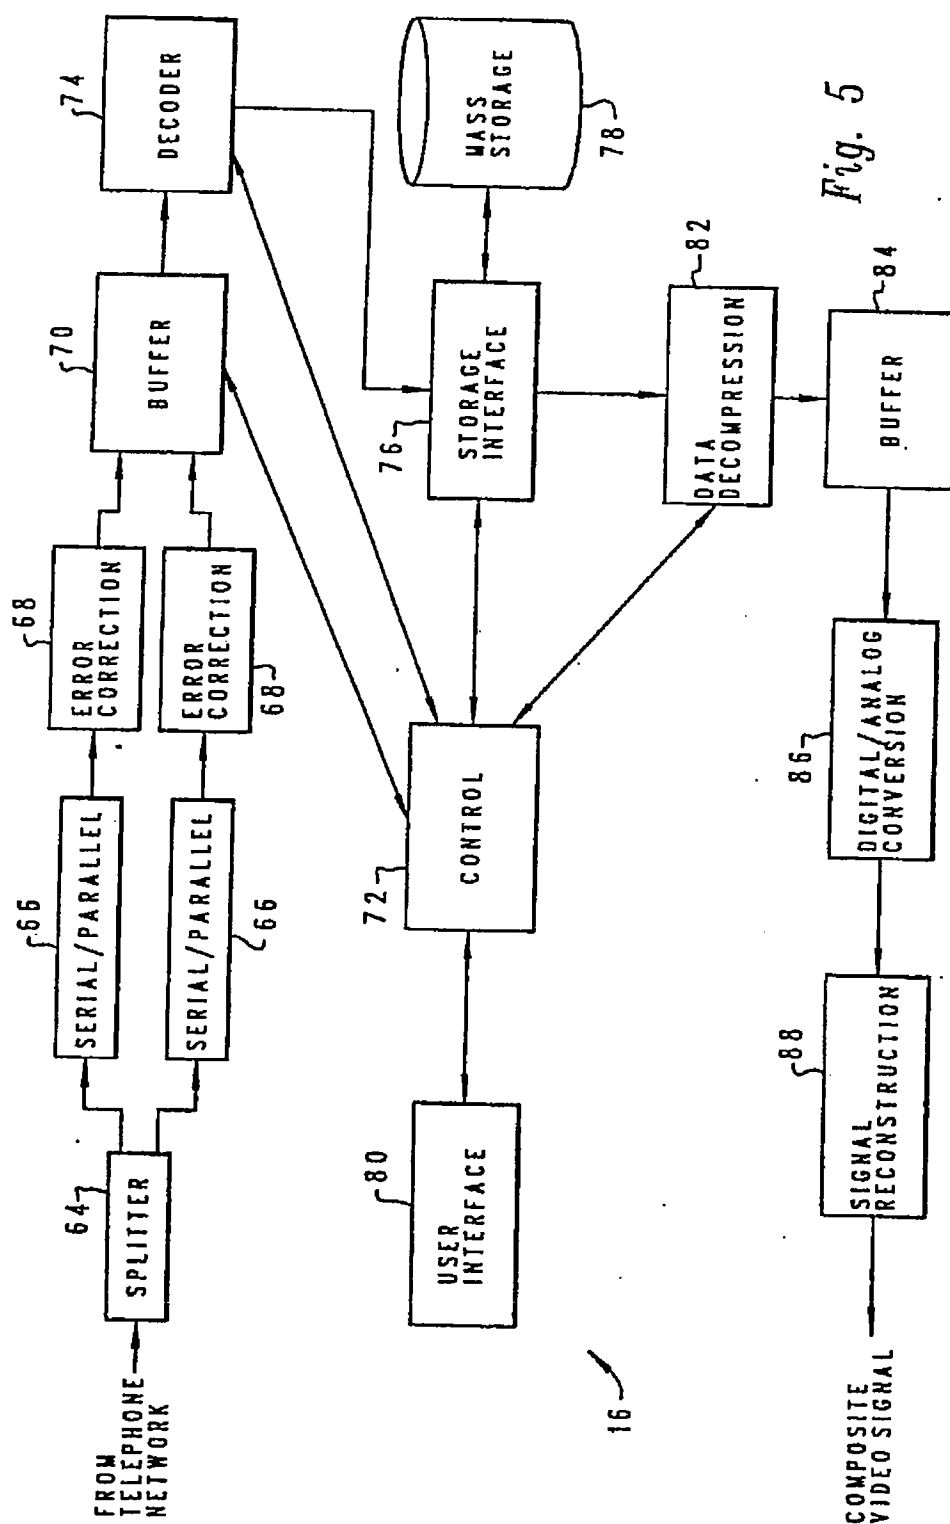 FROM
TELEPHONE
NETWORK
64
SPLITTER
66
SERIAL/PARALLEL
SERIAL/PARALLEL
66
68
ERROR
CORRECTION
ERROR
CORRECTION
68
70
BUFFER
74
DECODER
80
USER
INTERFACE
72
CONTROL
76
STORAGE
INTERFACE
MASS
STORAGE
78
16
82
DATA
DECOMPRESSION
COMPOSITE
VIDEO SIGNAL
88
SIGNAL
RECONSTRUCTION
86
DIGITAL/ANALOG
CONVERSION
84
BUFFER
Fig. 5